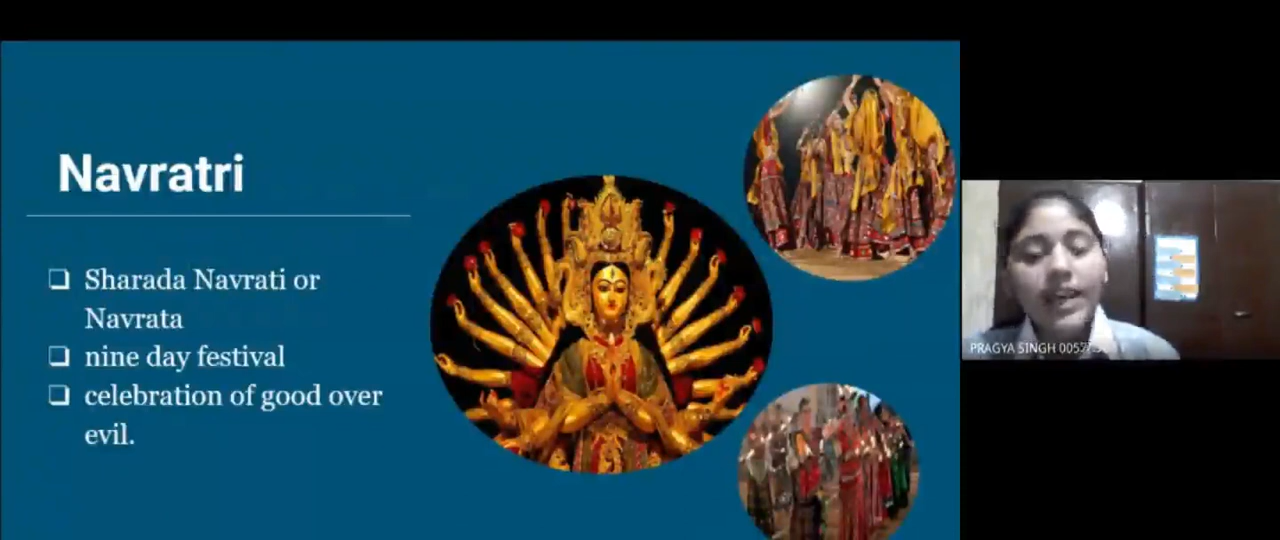 Navratri
❑ Sharada Navrati or
Navrata
❑ nine day festival
❑ celebration of good over
evil.
PRAGYA SINGH